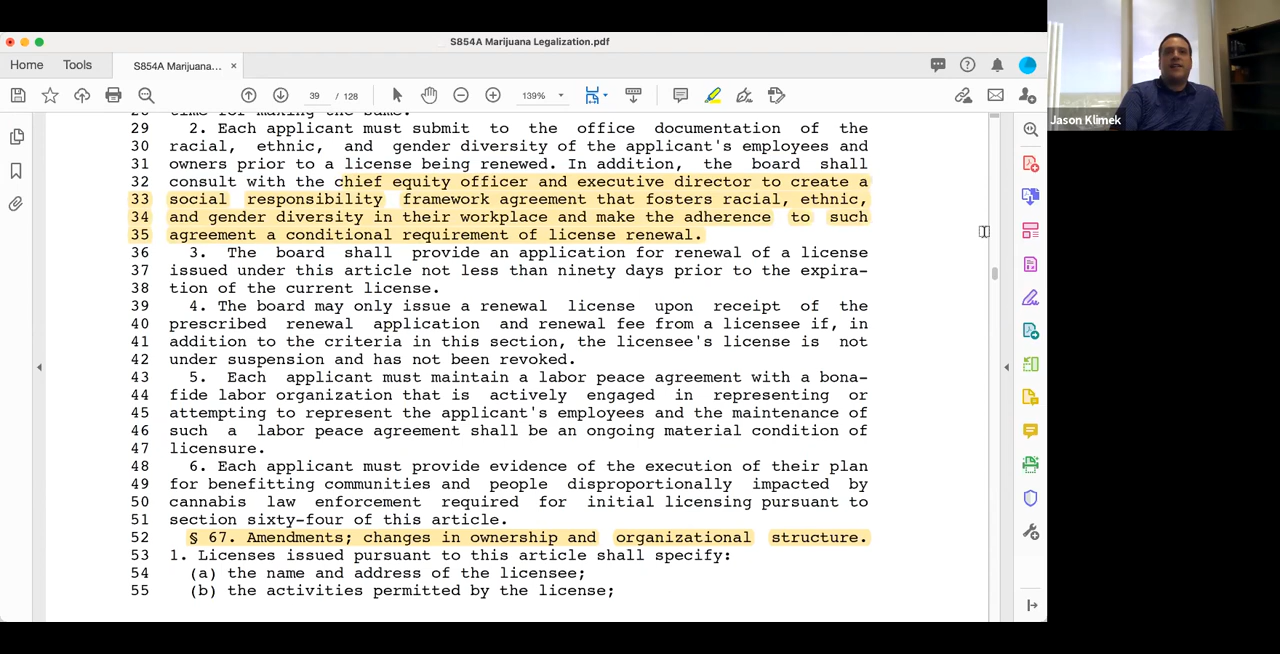 S854A Marijuana Legalization.pdf
Home Tools S854A Marijuana... ×
39 / 128 139%
Jason Klimek
29 2. Each applicant must submit to the office documentation of the
30 racial, ethnic, and gender diversity of the applicant's employees and
31 owners prior to a license being renewed. In addition, the board shall
32 consult with the chief equity officer and executive director to create a
33 social responsibility framework agreement that fosters racial, ethnic,
34 and gender diversity in their workplace and make the adherence to such
35 agreement a conditional requirement of license renewal.
36 3. The board shall provide an application for renewal of a license
37 issued under this article not less than ninety days prior to the expira-
38 tion of the current license.
39 4. The board may only issue a renewal license upon receipt of the
40 prescribed renewal application and renewal fee from a licensee if, in
41 addition to the criteria in this section, the licensee's license is not
42 under suspension and has not been revoked.
43 5. Each applicant must maintain a labor peace agreement with a bona-
44 fide labor organization that is actively engaged in representing or
45 attempting to represent the applicant's employees and the maintenance of
46 such a labor peace agreement shall be an ongoing material condition of
47 licensure.
48 6. Each applicant must provide evidence of the execution of their plan
49 for benefitting communities and people disproportionally impacted by
50 cannabis law enforcement required for initial licensing pursuant to
51 section sixty-four of this article.
52 § 67. Amendments; changes in ownership and organizational structure.
53 1. Licenses issued pursuant to this article shall specify:
54 (a) the name and address of the licensee;
55 (b) the activities permitted by the license;